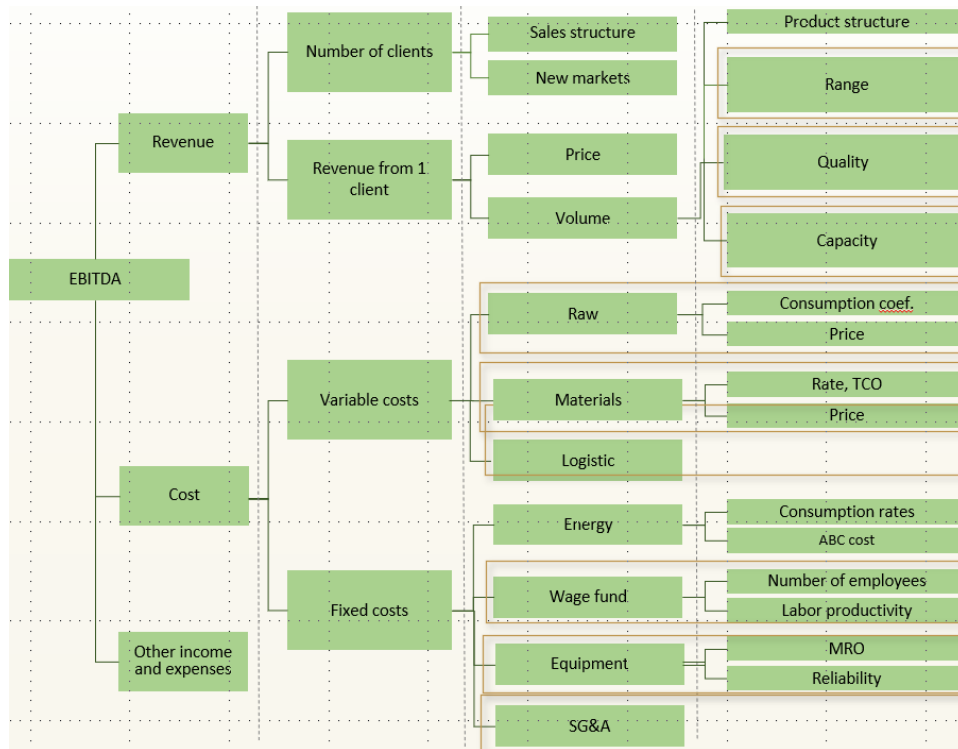 Product structure
Sales structure
Number of clients
New markets
Range
Revenue
Price
Quality
Revenue from 1
client
Volume
Capacity
EBITDA
Raw
Consumption coef.
Price
Variable costs
Materials
Rate, TCO
Price
Logistic
Cost
Energy
Consumption rates
ABC cost
Fixed costs
Wage fund
Number of employees
Labor productivity
Other income
and expenses
Equipment
MRO
Reliability
SG&A